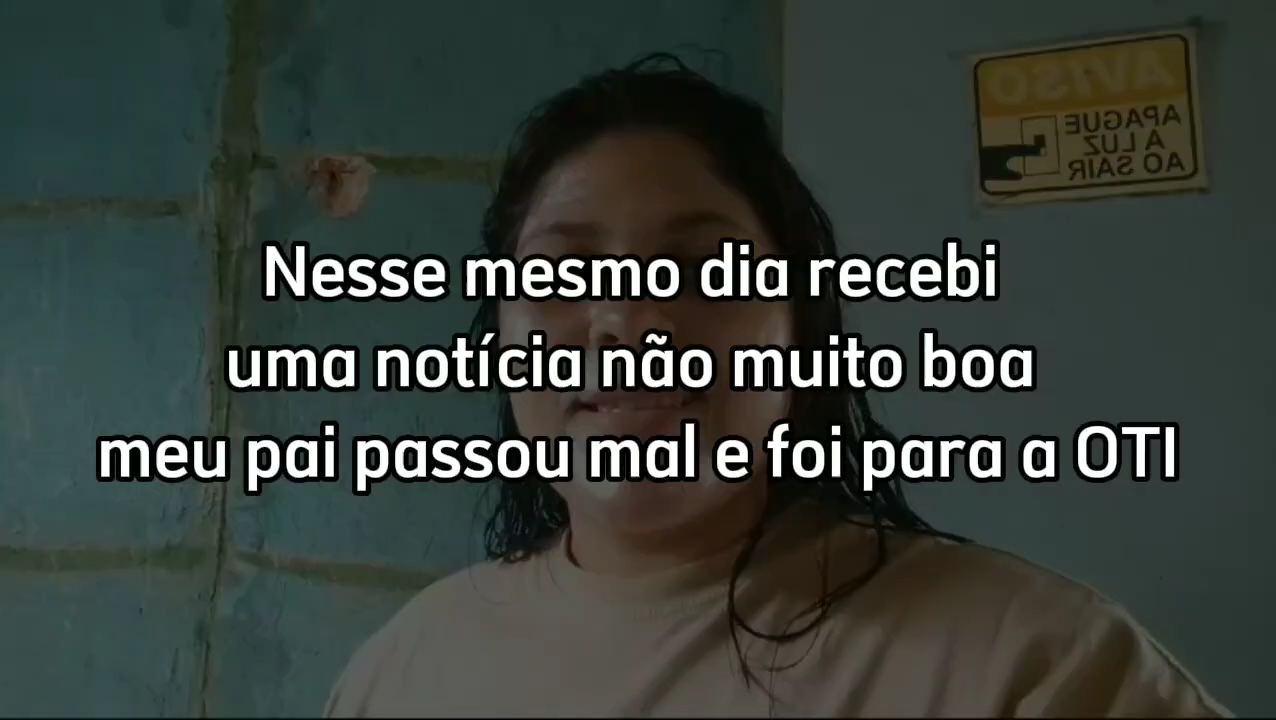 AVISO
APAGUE
A LUZ
AO SAIR
Nesse mesmo dia recebi
uma notícia não muito boa
meu pai passou mal e foi para a OTI